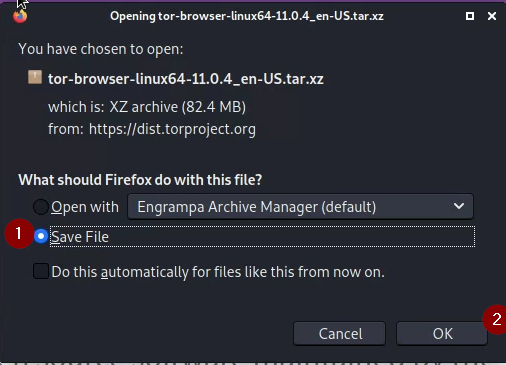 Opening tor-browser-linux64-11.0.4_en-US.tar.xz
You have chosen to open:
tor-browser-linux64-11.0.4_en-US.tar.xz
which is: XZ archive (82.4 MB)
from: https://dist.torproject.org
What should Firefox do with this file?
Open with Engrampa Archive Manager (default)
1 Save File
Do this automatically for files like this from now on.
2
Cancel OK